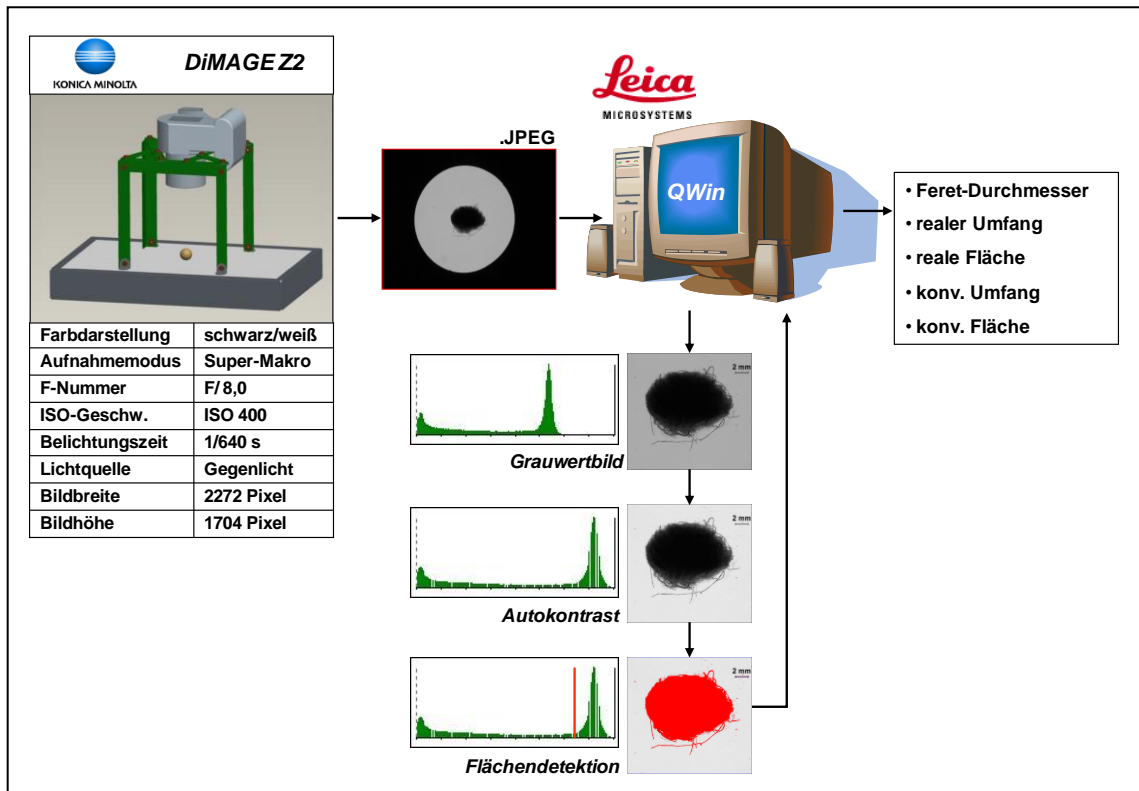 KONICA MINOLTA
DiMAGE Z2
Farbdarstellung schwarz/weiß
Aufnahmemodus Super-Makro
F-Nummer F/ 8,0
ISO-Geschw. ISO 400
Belichtungszeit 1/640 s
Lichtquelle Gegenlicht
Bildbreite 2272 Pixel
Bildhöhe 1704 Pixel
.JPEG
Leica
MICROSYSTEMS
QWin
• Feret-Durchmesser
• realer Umfang
• reale Fläche
• konv. Umfang
• konv. Fläche
2 mm
Grauwertbild
2 mm
Autokontrast
2 mm
Flächendetektion